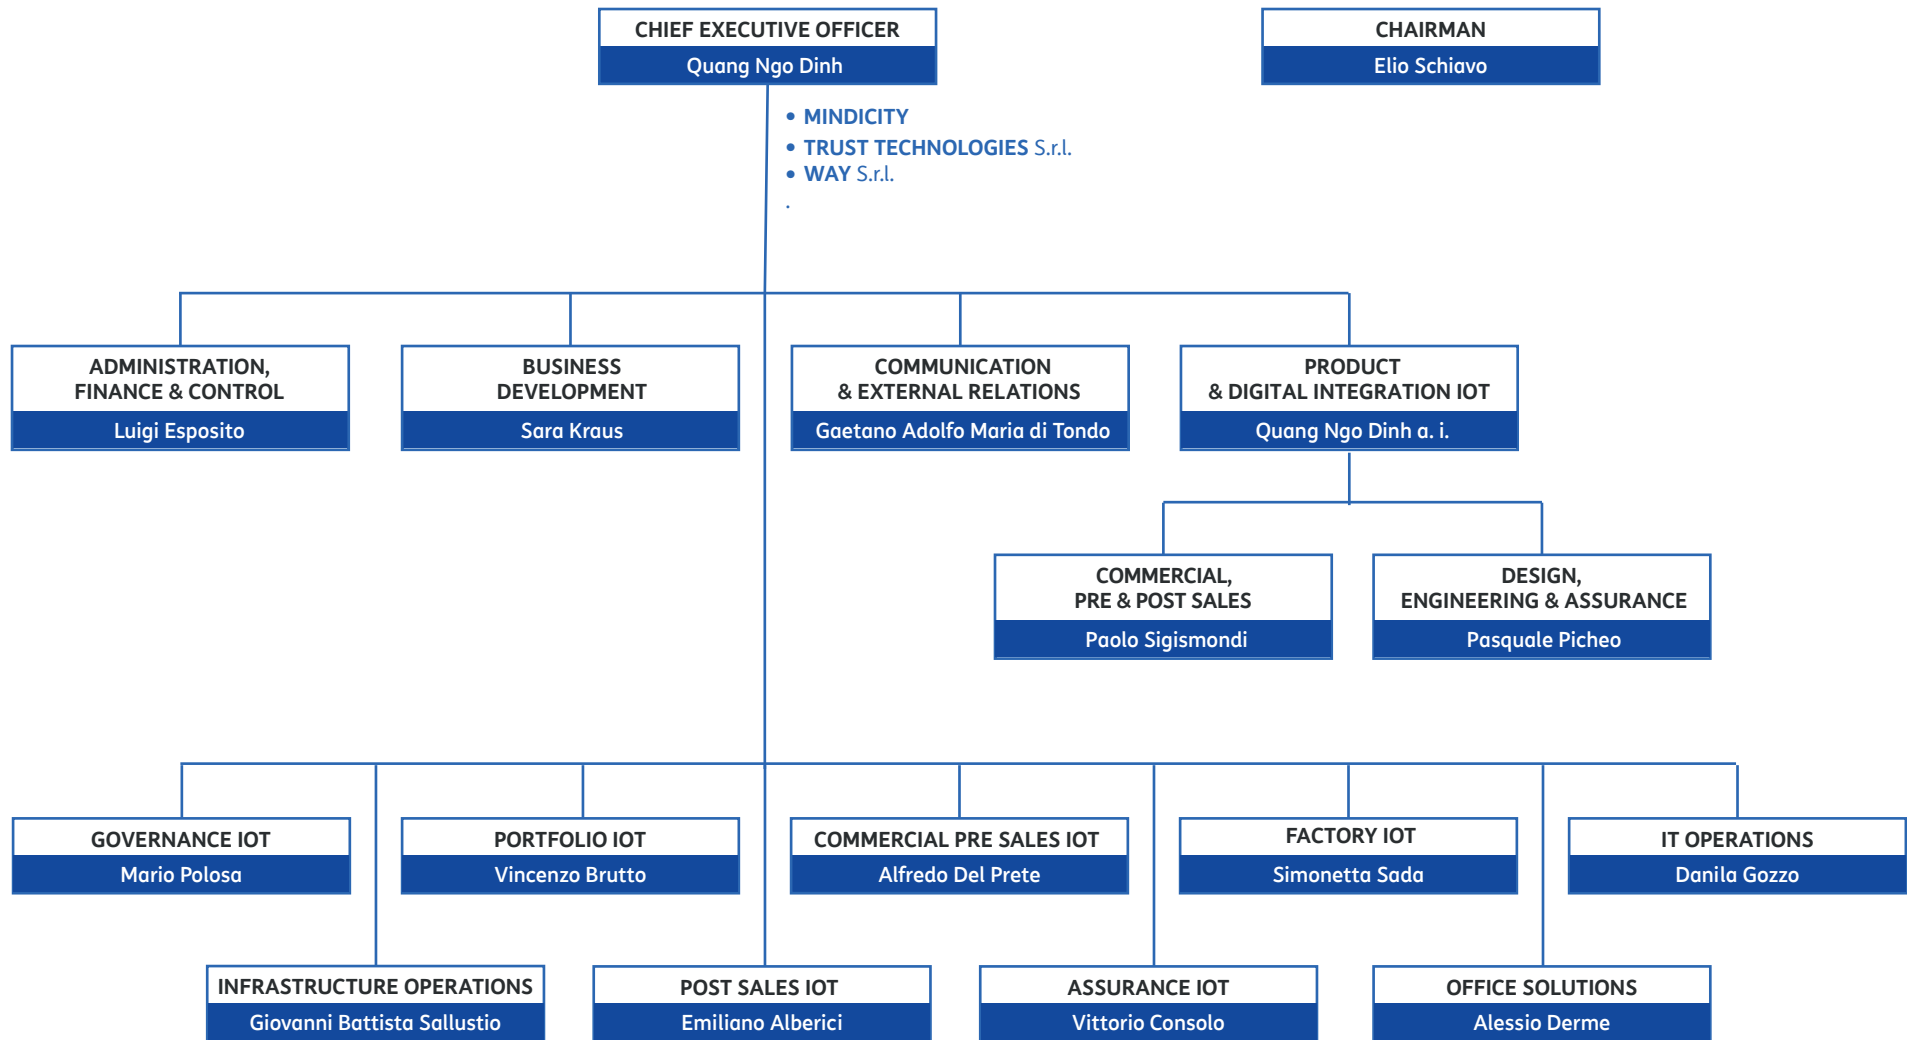 CHIEF EXECUTIVE OFFICER
Quang Ngo Dinh
CHAIRMAN
Elio Schiavo
• MINDICITY
• TRUST TECHNOLOGIES S.r.l.
• WAY S.r.l.
.
ADMINISTRATION,
FINANCE & CONTROL
Luigi Esposito
BUSINESS
DEVELOPMENT
Sara Kraus
COMMUNICATION
& EXTERNAL RELATIONS
Gaetano Adolfo Maria di Tondo
PRODUCT
& DIGITAL INTEGRATION IOT
Quang Ngo Dinh a. i.
COMMERCIAL,
PRE & POST SALES
Paolo Sigismondi
DESIGN,
ENGINEERING & ASSURANCE
Pasquale Picheo
GOVERNANCE IOT
Mario Polosa
PORTFOLIO IOT
Vincenzo Brutto
COMMERCIAL PRE SALES IOT
Alfredo Del Prete
FACTORY IOT
Simonetta Sada
IT OPERATIONS
Danila Gozzo
INFRASTRUCTURE OPERATIONS
Giovanni Battista Sallustio
POST SALES IOT
Emiliano Alberici
ASSURANCE IOT
Vittorio Consolo
OFFICE SOLUTIONS
Alessio Derme